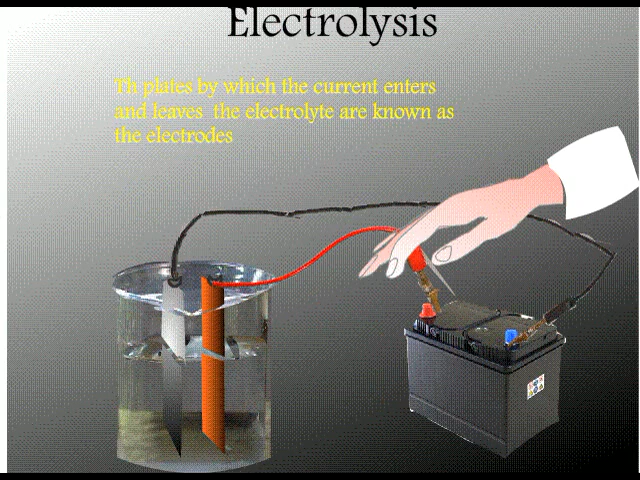 Electrolysis
Th plates by which the current enters
and leaves the electrolyte are known as
the electrodes